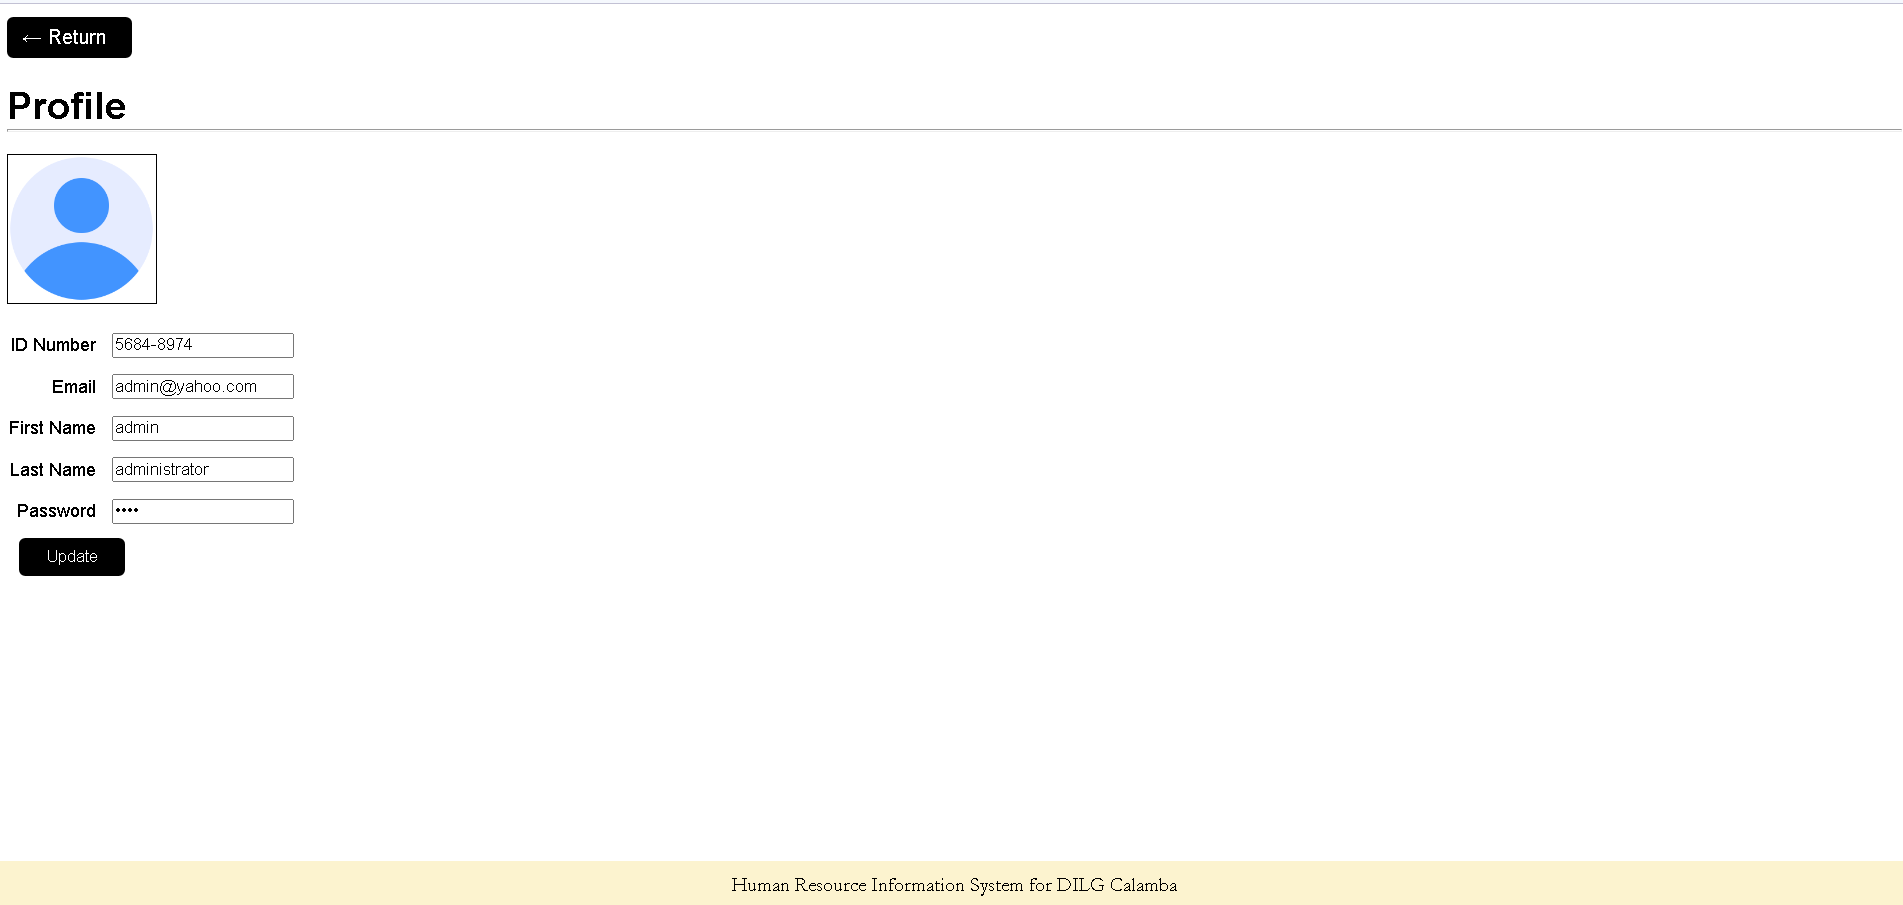 ← Return
Profile
ID Number 5684-8974
Email admin@yahoo.com
First Name admin
Last Name administrator
Password ••••
Update
Human Resource Information System for DILG Calamba